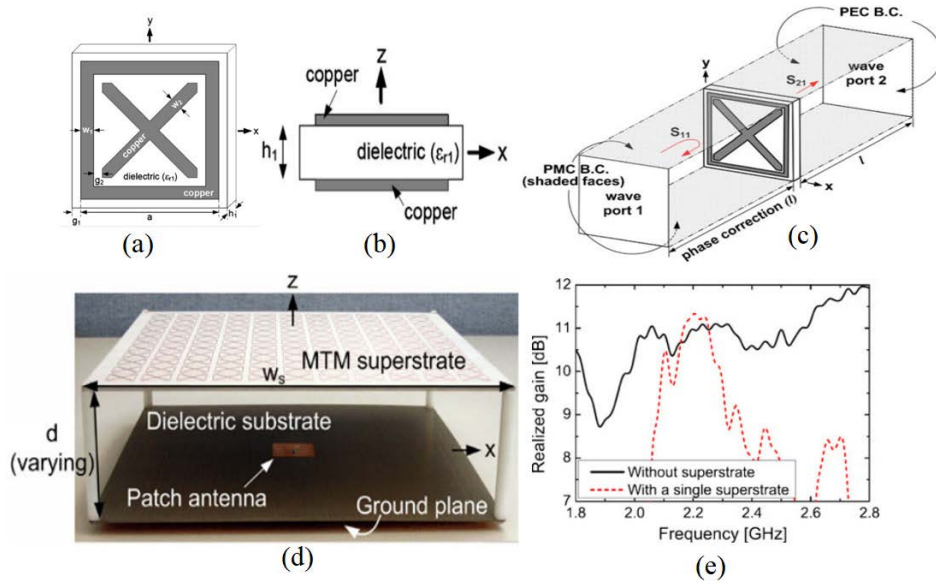 y
x
w₁
w₂
copper
g₂
dielectric (εr1)
copper
g₁
a
h₁
(a)
z
copper
h₁
dielectric (εr1)
x
copper
(b)
PEC B.C.
y
S₂₁
wave
port 2
S₁₁
PMC B.C.
(shaded faces)
wave
port 1
x
l
phase correction (l)
(c)
z
MTM superstrate
wₛ
Dielectric substrate
d
(varying)
x
Patch antenna
Ground plane
(d)
12
11
10
9
8
7
Realized gain [dB]
Without superstrate
With a single superstrate
1.8
2.0
2.2
2.4
2.6
2.8
Frequency [GHz]
(e)